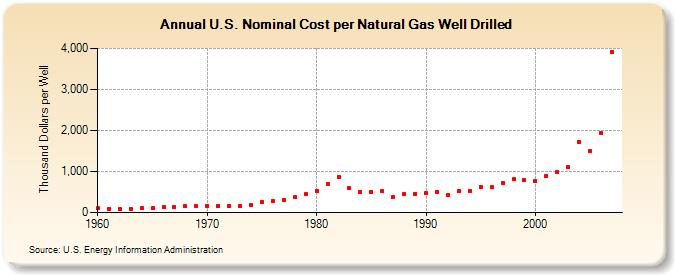 Annual U.S. Nominal Cost per Natural Gas Well Drilled
Thousand Dollars per Well
4,000
3,000
2,000
1,000
0
1960 1970 1980 1990 2000
Source: U.S. Energy Information Administration